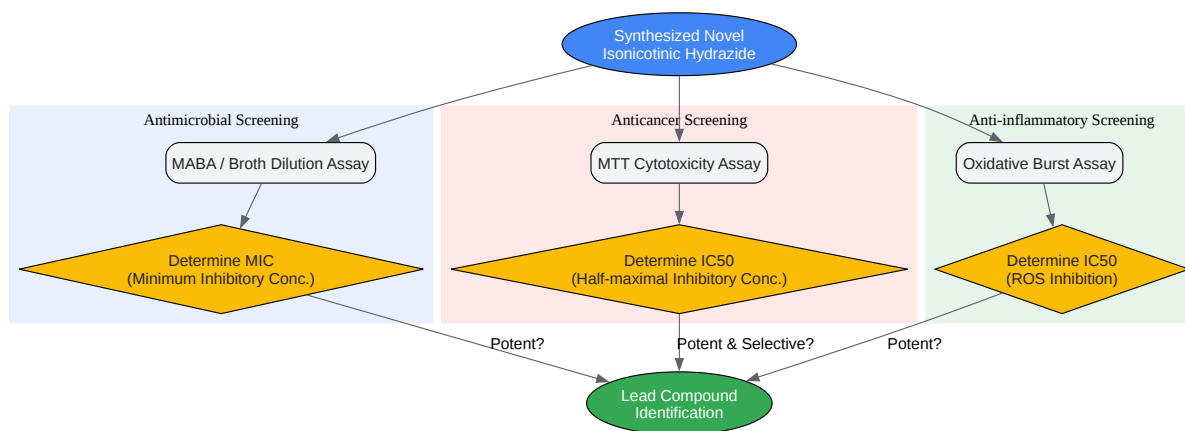 Synthesized Novel
Isonicotinic Hydrazide
Antimicrobial Screening
Anticancer Screening
Anti-inflammatory Screening
MABA / Broth Dilution Assay
MTT Cytotoxicity Assay
Oxidative Burst Assay
Determine MIC
(Minimum Inhibitory Conc.)
Determine IC50
(Half-maximal Inhibitory Conc.)
Determine IC50
(ROS Inhibition)
Potent?
Potent & Selective?
Potent?
Lead Compound
Identification